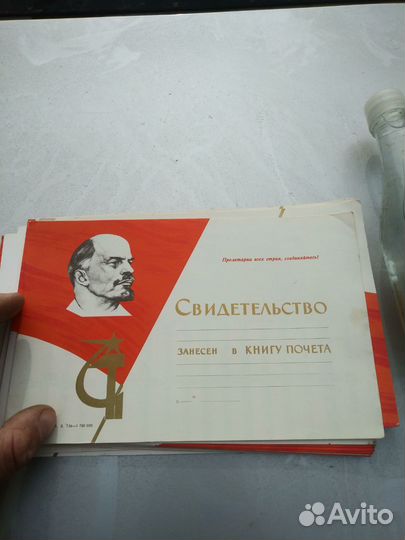 Пролетарии всех стран, соединяйтесь!
СВИДЕТЕЛЬСТВО
ЗАНЕСЕН В КНИГУ ПОЧЕТА
Avito